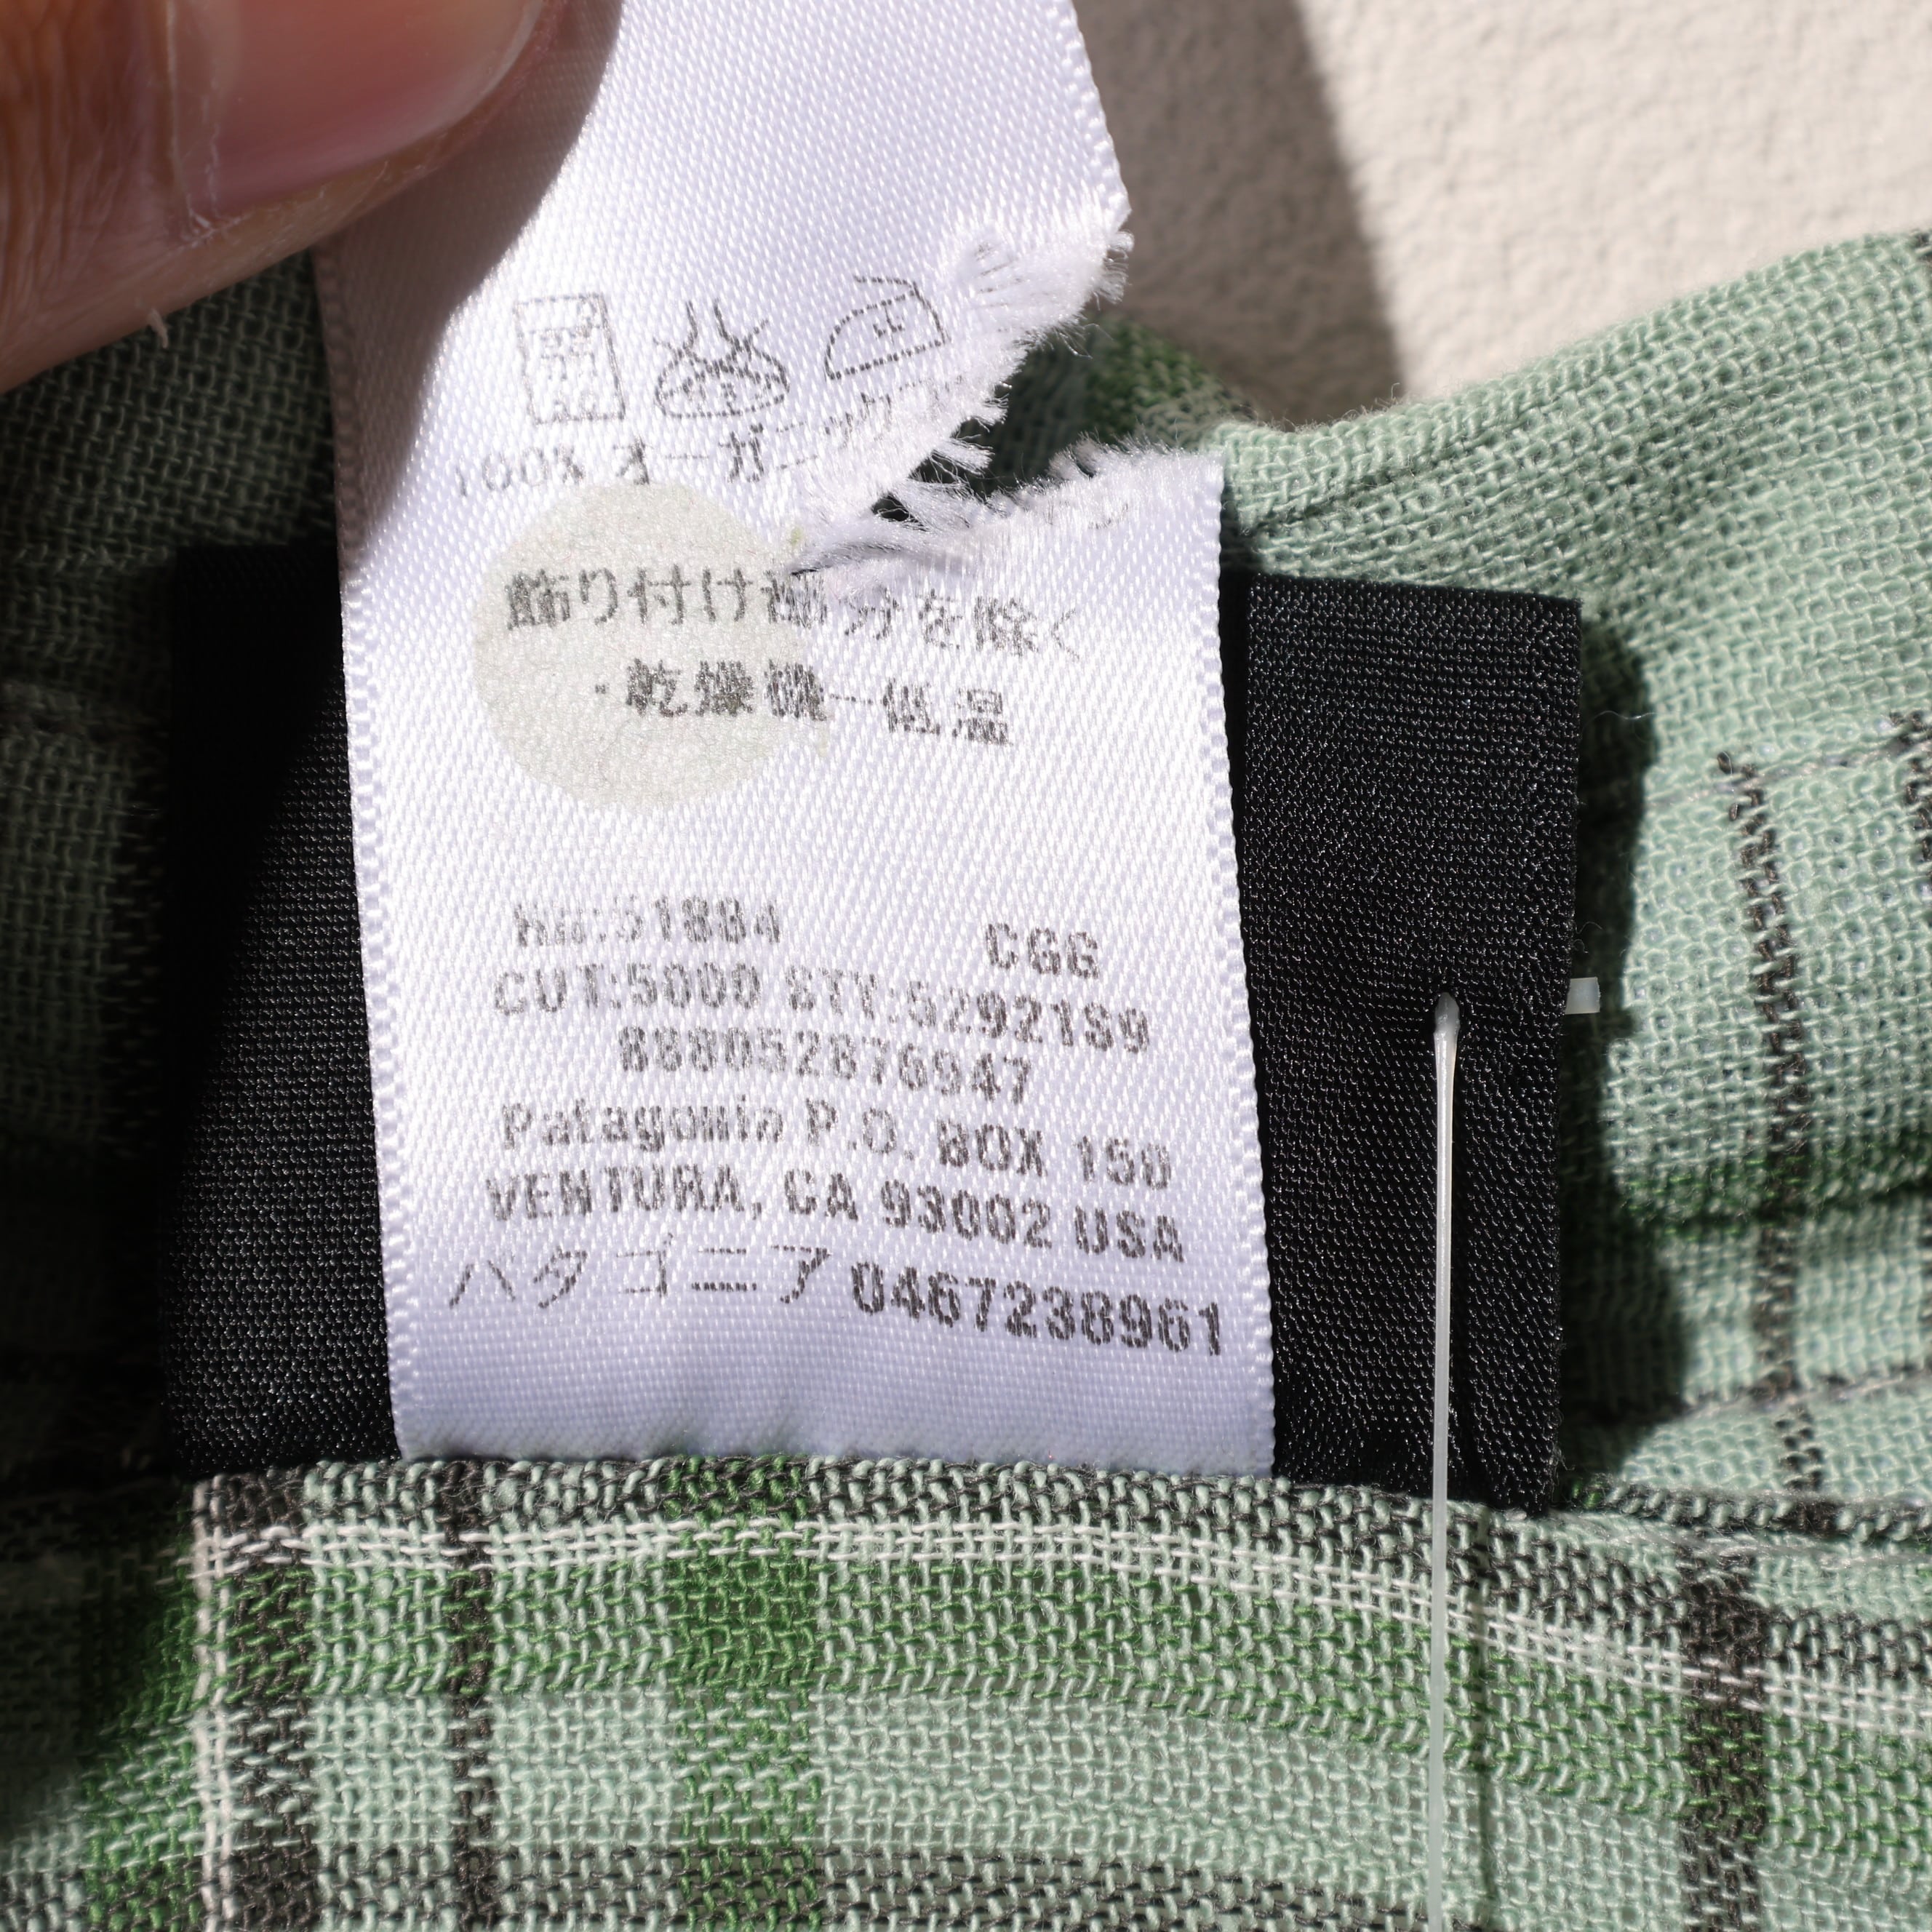 100% オーガニック
飾り付け部分を除く
・乾燥機-低温
RN:51884 CGG
CUT:5000 STY:52921S9
888052876947
Patagonia P.O. BOX 150
VENTURA, CA 93002 USA
パタゴニア 0467238961